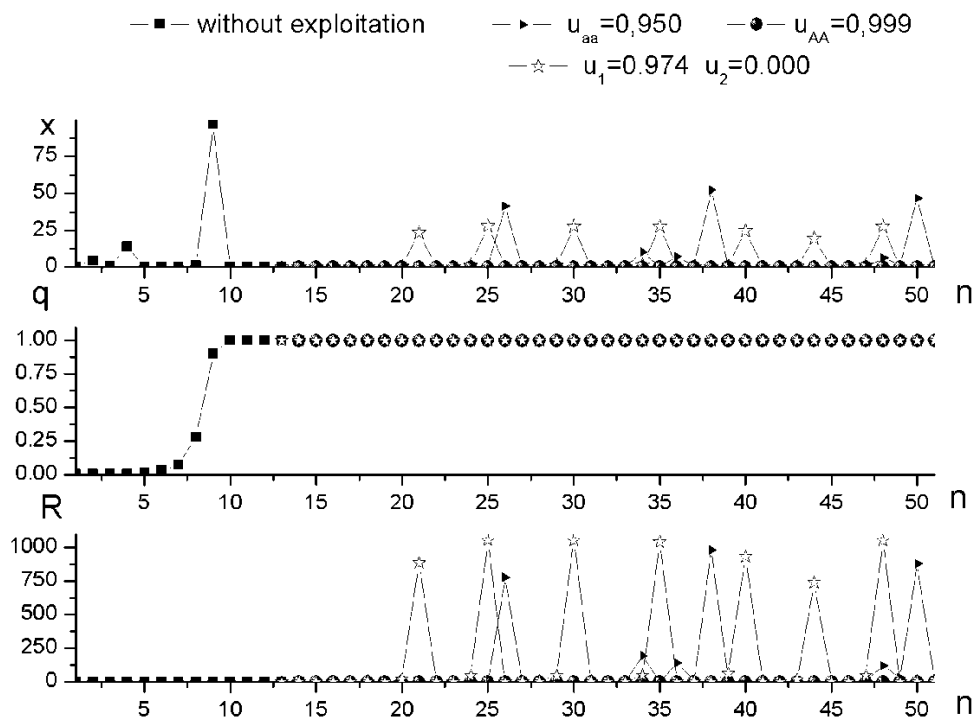 without exploitation u_aa=0,950 u_AA=0,999
u_1=0.974 u_2=0.000
x
75
50
25
0
5 10 15 20 25 30 35 40 45 50 n
q
1.00
0.75
0.50
0.25
0.00
5 10 15 20 25 30 35 40 45 50 n
R
1000
750
500
250
0
5 10 15 20 25 30 35 40 45 50 n